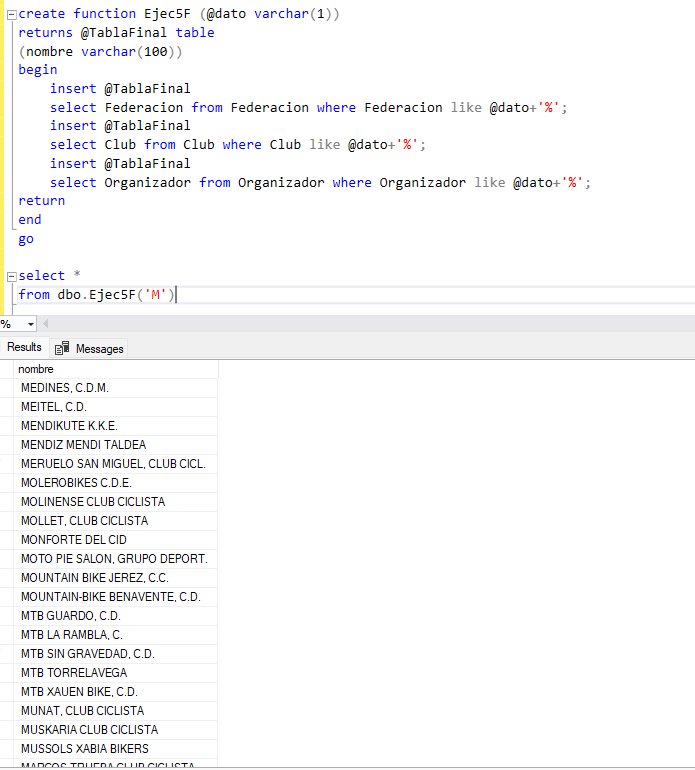 create function Ejec5F (@dato varchar(1))
returns @TablaFinal table
(nombre varchar(100))
begin
insert @TablaFinal
select Federacion from Federacion where Federacion like @dato+'%';
insert @TablaFinal
select Club from Club where Club like @dato+'%';
insert @TablaFinal
select Organizador from Organizador where Organizador like @dato+'%';
return
end
go
select *
from dbo.Ejec5F('M')
%
Results Messages
nombre
MEDINES, C.D.M.
MEITEL, C.D.
MENDIKUTE K.K.E.
MENDIZ MENDI TALDEA
MERUELO SAN MIGUEL, CLUB CICL.
MOLEROBIKES C.D.E.
MOLINENSE CLUB CICLISTA
MOLLET, CLUB CICLISTA
MONFORTE DEL CID
MOTO PIE SALON, GRUPO DEPORT.
MOUNTAIN BIKE JEREZ, C.C.
MOUNTAIN-BIKE BENAVENTE, C.D.
MTB GUARDO, C.D.
MTB LA RAMBLA, C.
MTB SIN GRAVEDAD, C.D.
MTB TORRELAVEGA
MTB XAUEN BIKE, C.D.
MUNAT, CLUB CICLISTA
MUSKARIA CLUB CICLISTA
MUSSOLS XABIA BIKERS
MARCOS TRUEBA CLUB CICLISTA